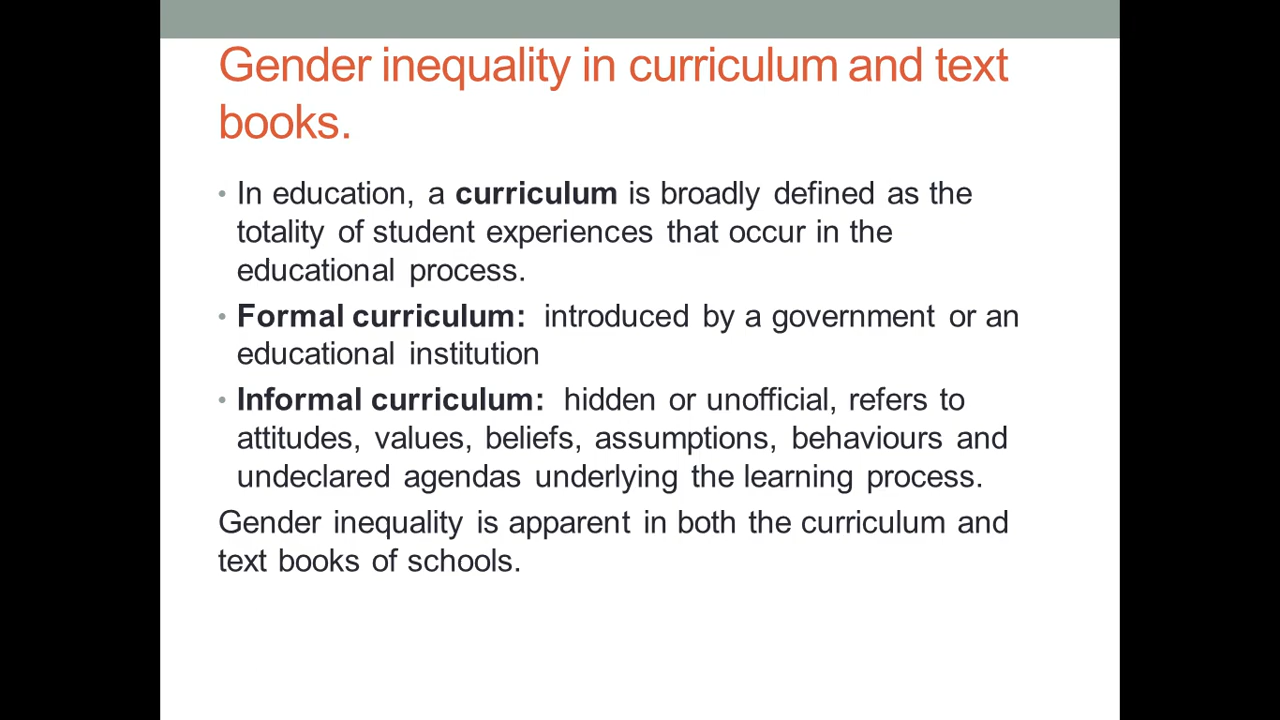 Gender inequality in curriculum and text
books.
• In education, a curriculum is broadly defined as the
totality of student experiences that occur in the
educational process.
• Formal curriculum: introduced by a government or an
educational institution
• Informal curriculum: hidden or unofficial, refers to
attitudes, values, beliefs, assumptions, behaviours and
undeclared agendas underlying the learning process.
Gender inequality is apparent in both the curriculum and
text books of schools.